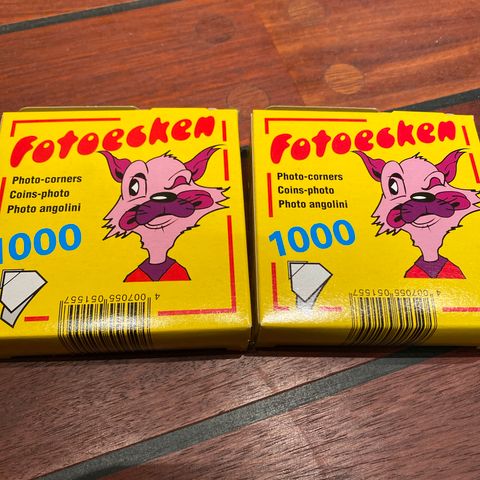 Fotoecken
Photo-corners
Coins-photo
Photo angolini
1000
4 007055 051557
Fotoecken
Photo-corners
Coins-photo
Photo angolini
1000
4 007055 051557